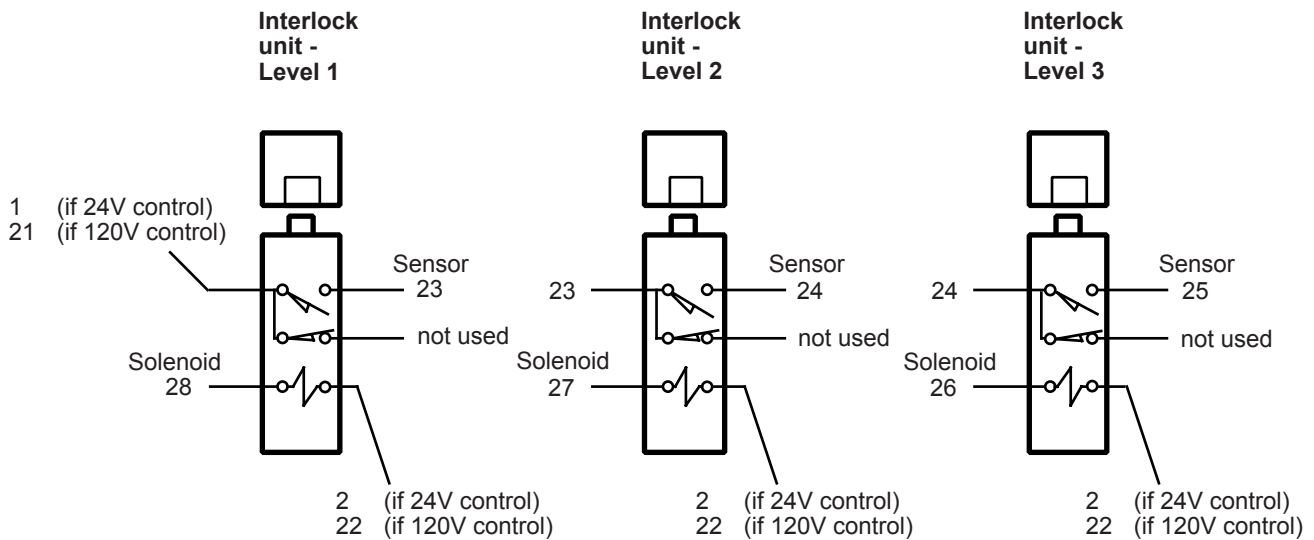 Interlock
unit -
Level 1
Interlock
unit -
Level 2
Interlock
unit -
Level 3
1 (if 24V control)
21 (if 120V control)
Sensor
23
not used
Solenoid
28
2 (if 24V control)
22 (if 120V control)
23
Sensor
24
not used
Solenoid
27
2 (if 24V control)
22 (if 120V control)
24
Sensor
25
not used
Solenoid
26
2 (if 24V control)
22 (if 120V control)